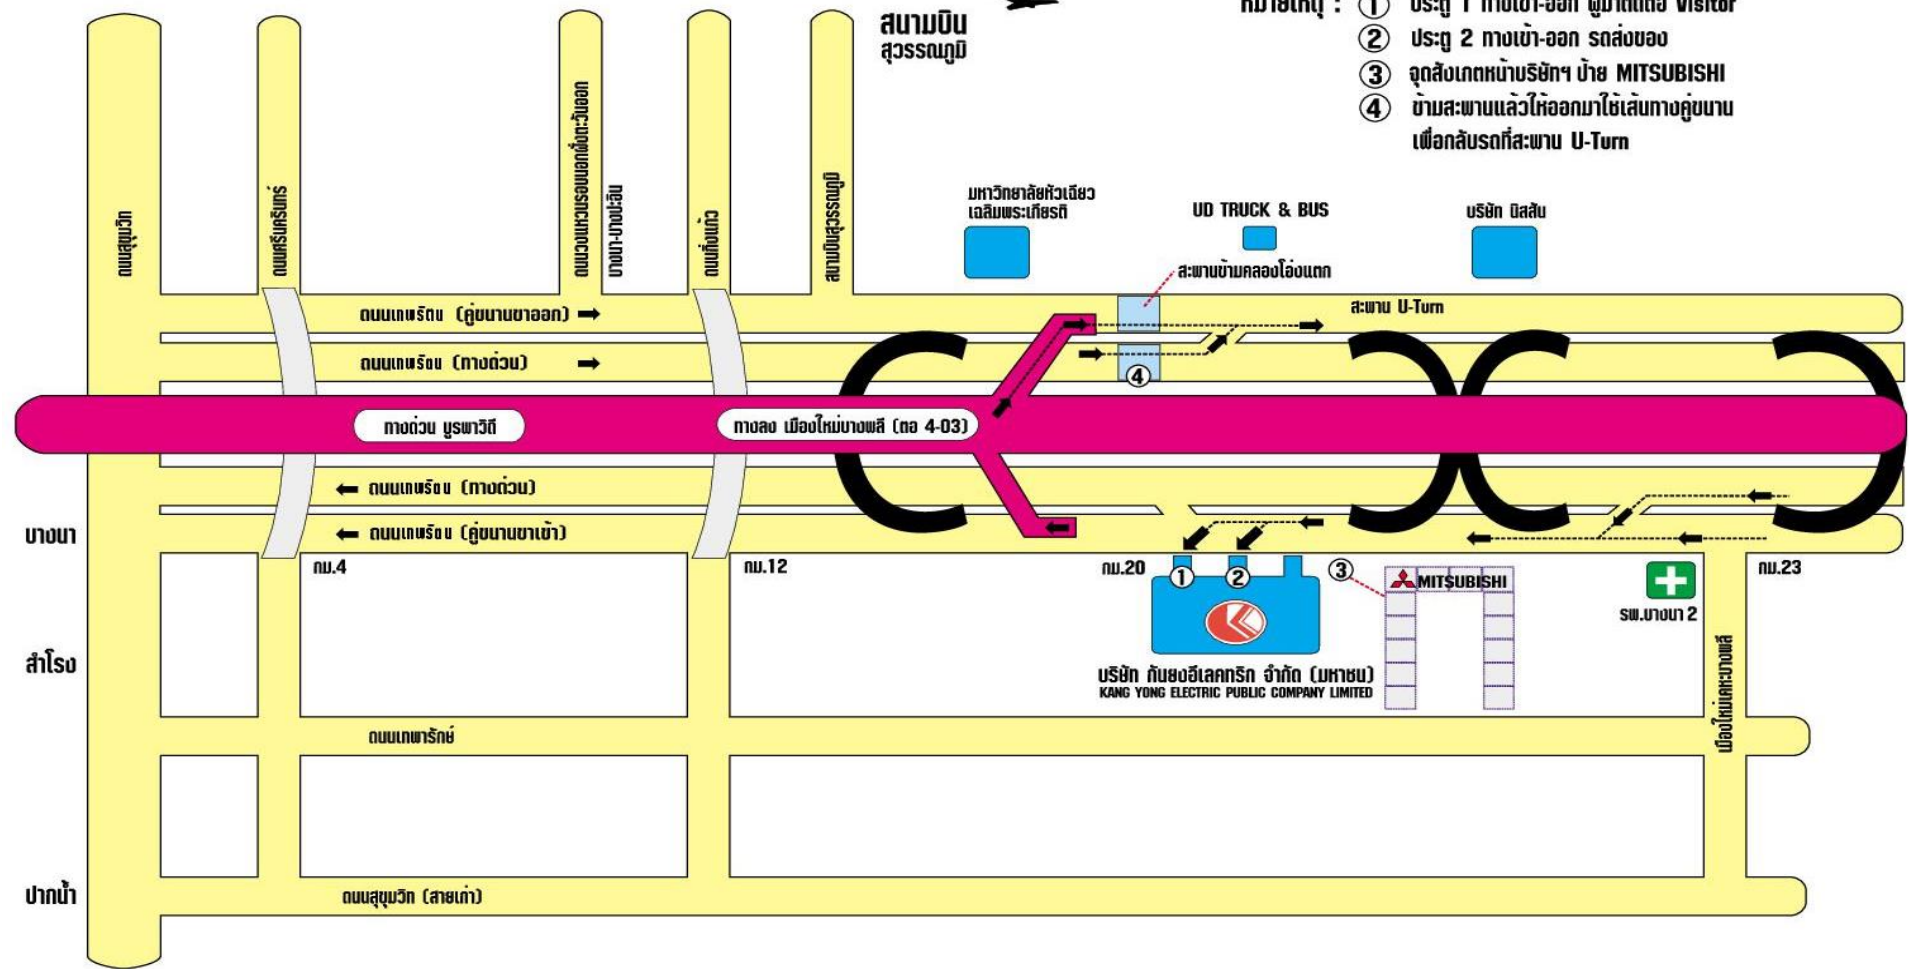 สนามบิน
สุวรรณภูมิ
หมายเหตุ : ① ประตู 1 ทางเข้า-ออก ผู้มาติดต่อ Visitor
② ประตู 2 ทางเข้า-ออก รถส่งของ
③ จุดสังเกตหน้าบริษัทฯ ป้าย MITSUBISHI
④ ข้ามสะพานแล้วให้ออกมาใช้เส้นทางคู่ขนาน
เพื่อกลับรถที่สะพาน U-Turn
ถนนสุขุมวิท
ถนนศรีนครินทร์
ถนนวงแหวนรอบนอกฝั่งตะวันออก
บางนา-บางปะอิน
ถนนกิ่งแก้ว
สนามบินสุวรรณภูมิ
มหาวิทยาลัยหัวเฉียว
เฉลิมพระเกียรติ
UD TRUCK & BUS
บริษัท นิสสัน
สะพานข้ามคลองโอ่งแตก
ถนนเทพรัตน (คู่ขนานขาออก)
สะพาน U-Turn
ถนนเทพรัตน (ทางด่วน)
④
ทางด่วน บูรพาวิถี
ทางลง เมืองใหม่บางพลี (ตอ 4-03)
ถนนเทพรัตน (ทางด่วน)
ถนนเทพรัตน (คู่ขนานขาเข้า)
บางนา
กม.4
กม.12
กม.20
① ②
③
MITSUBISHI
กม.23
รพ.บางนา 2
สำโรง
บริษัท กันยงอีเลคทริก จำกัด (มหาชน)
KANG YONG ELECTRIC PUBLIC COMPANY LIMITED
เมืองใหม่เคหะบางพลี
ถนนเทพารักษ์
ปากน้ำ
ถนนสุขุมวิท (สายเก่า)